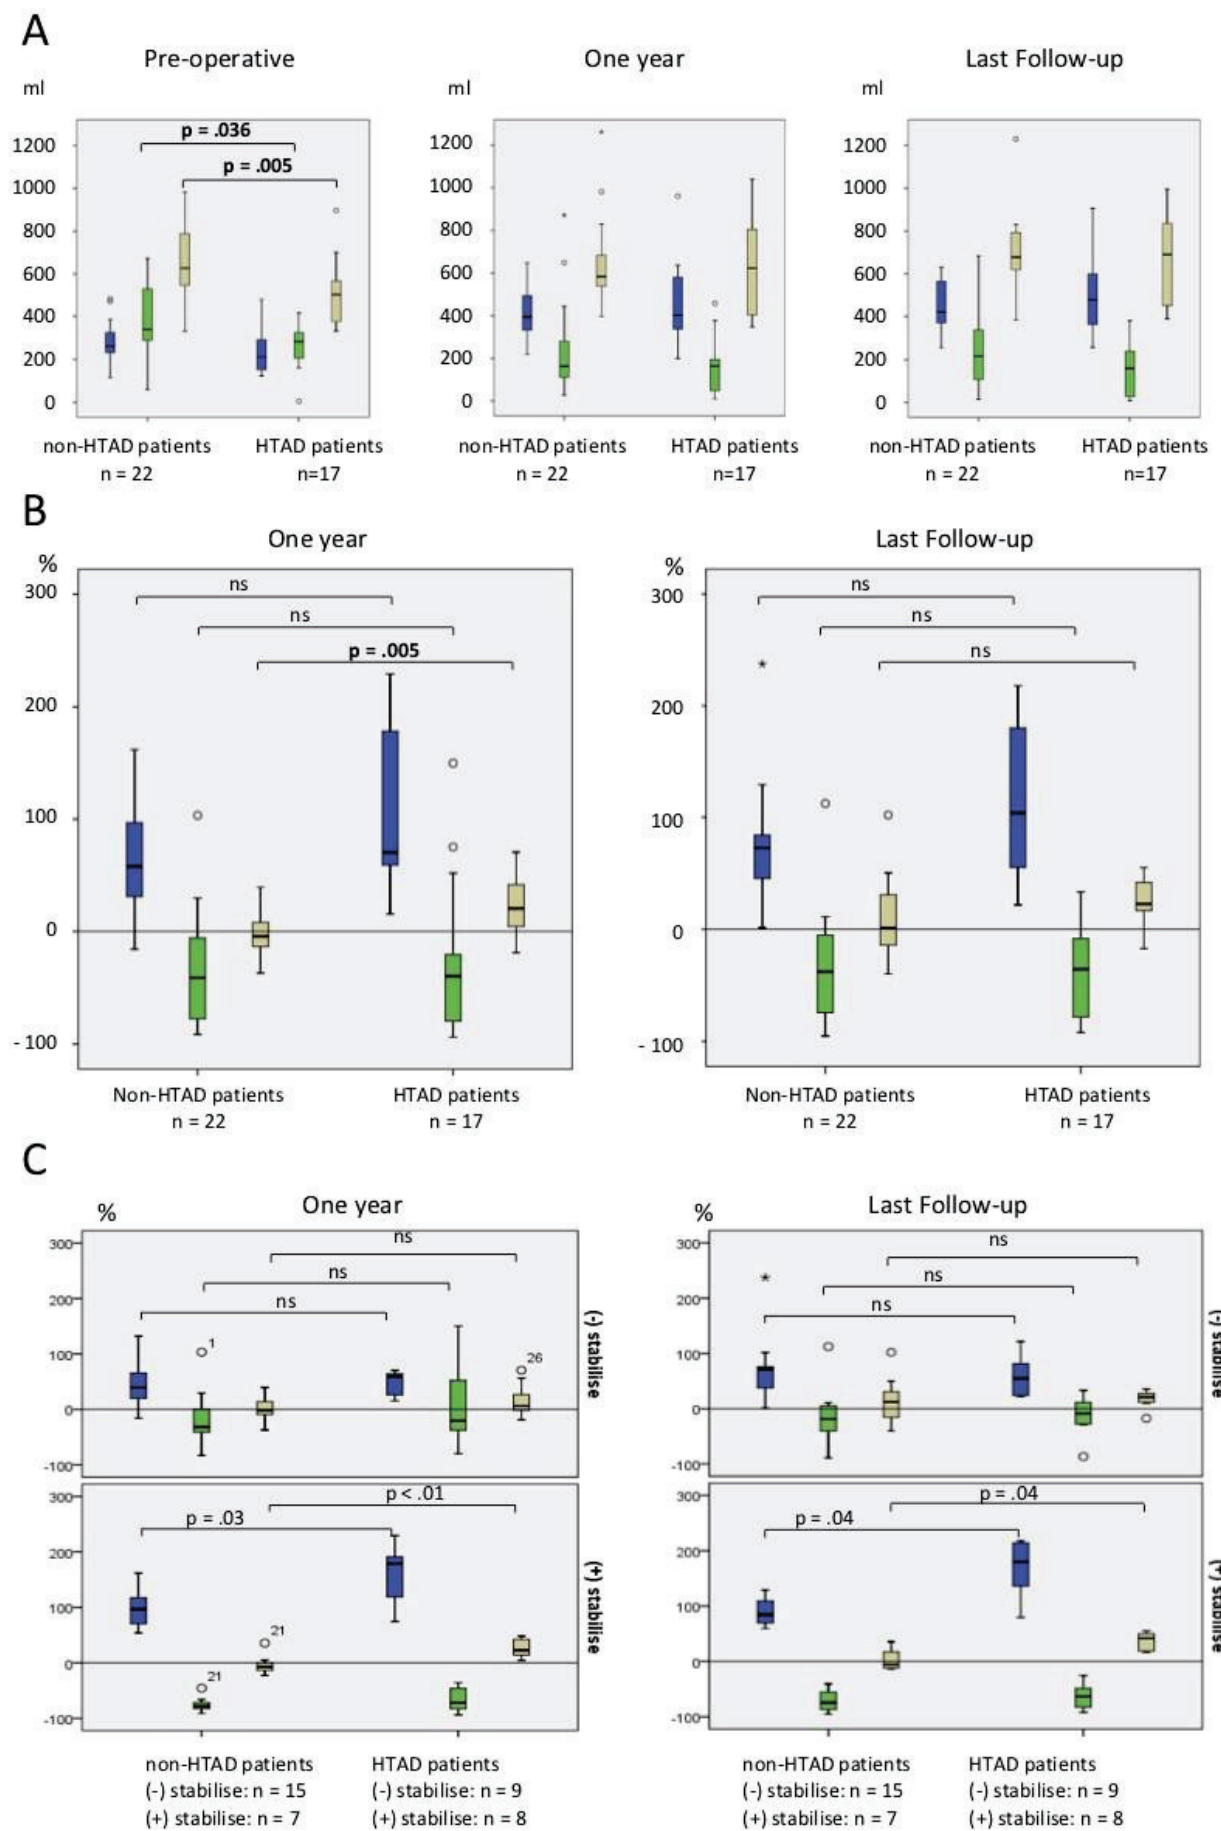 A
Pre-operative
One year
Last Follow-up
ml
ml
ml
p = .036
p = .005
1200
1000
800
600
400
200
0
1200
1000
800
600
400
200
0
1200
1000
800
600
400
200
0
non-HTAD patients
n = 22
HTAD patients
n=17
non-HTAD patients
n = 22
HTAD patients
n=17
non-HTAD patients
n = 22
HTAD patients
n=17
B
One year
Last Follow-up
%
300
200
100
0
- 100
ns
ns
p = .005
%
300
200
100
0
- 100
ns
ns
ns
*
Non-HTAD patients
n = 22
HTAD patients
n = 17
Non-HTAD patients
n = 22
HTAD patients
n = 17
C
One year
Last Follow-up
%
300
200
100
0
-100
ns
ns
ns
1
26
(-) stabilise
300
200
100
0
-100
p < .01
p = .03
21
21
(+) stabilise
%
300
200
100
0
-100
ns
ns
ns
*
(-) stabilise
300
200
100
0
-100
p = .04
p = .04
(+) stabilise
non-HTAD patients
(-) stabilise: n = 15
(+) stabilise: n = 7
HTAD patients
(-) stabilise: n = 9
(+) stabilise: n = 8
non-HTAD patients
(-) stabilise: n = 15
(+) stabilise: n = 7
HTAD patients
(-) stabilise: n = 9
(+) stabilise: n = 8